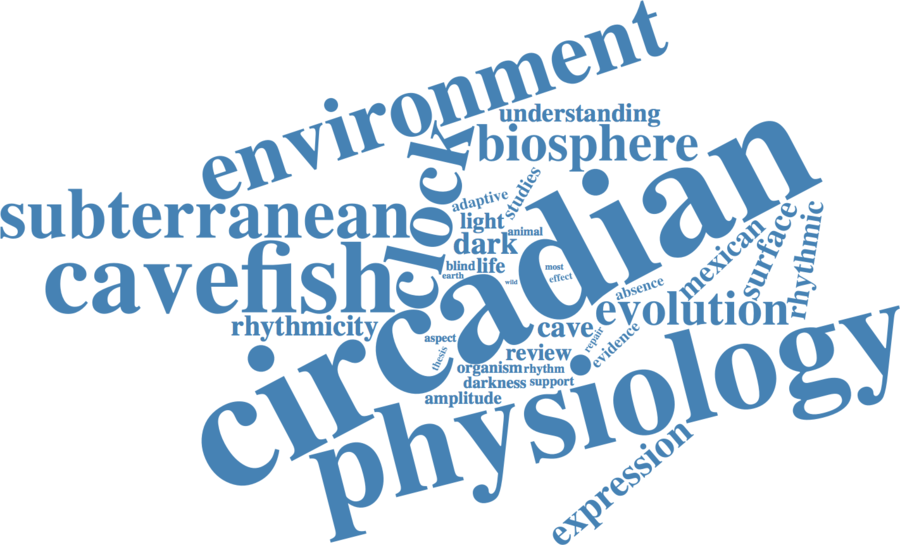 environment
understanding
biosphere
clock
circadian
subterranean
adaptive
studies
light
animal
dark
cavefish
blind
life
earth
most
effect
wild
absence
mexican
surface
rhythmic
evolution
rhythmicity
cave
repair
evidence
aspect
thesis
review
organism
rhythm
darkness
support
amplitude
physiology
expression